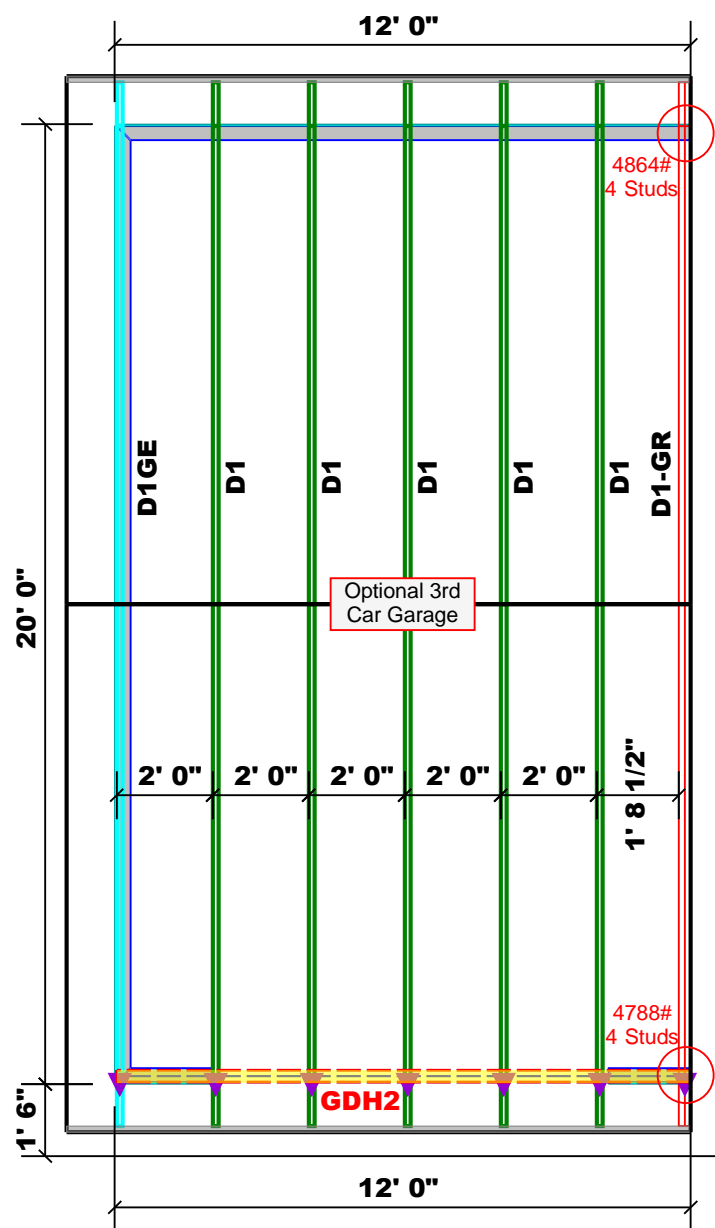 12' 0"
4864#
4 Studs
D1GE
D1
D1
D1
D1
D1
D1-GR
20' 0"
Optional 3rd
Car Garage
2' 0"
2' 0"
2' 0"
2' 0"
2' 0"
1' 8 1/2"
4788#
4 Studs
GDH2
1' 6"
12' 0"